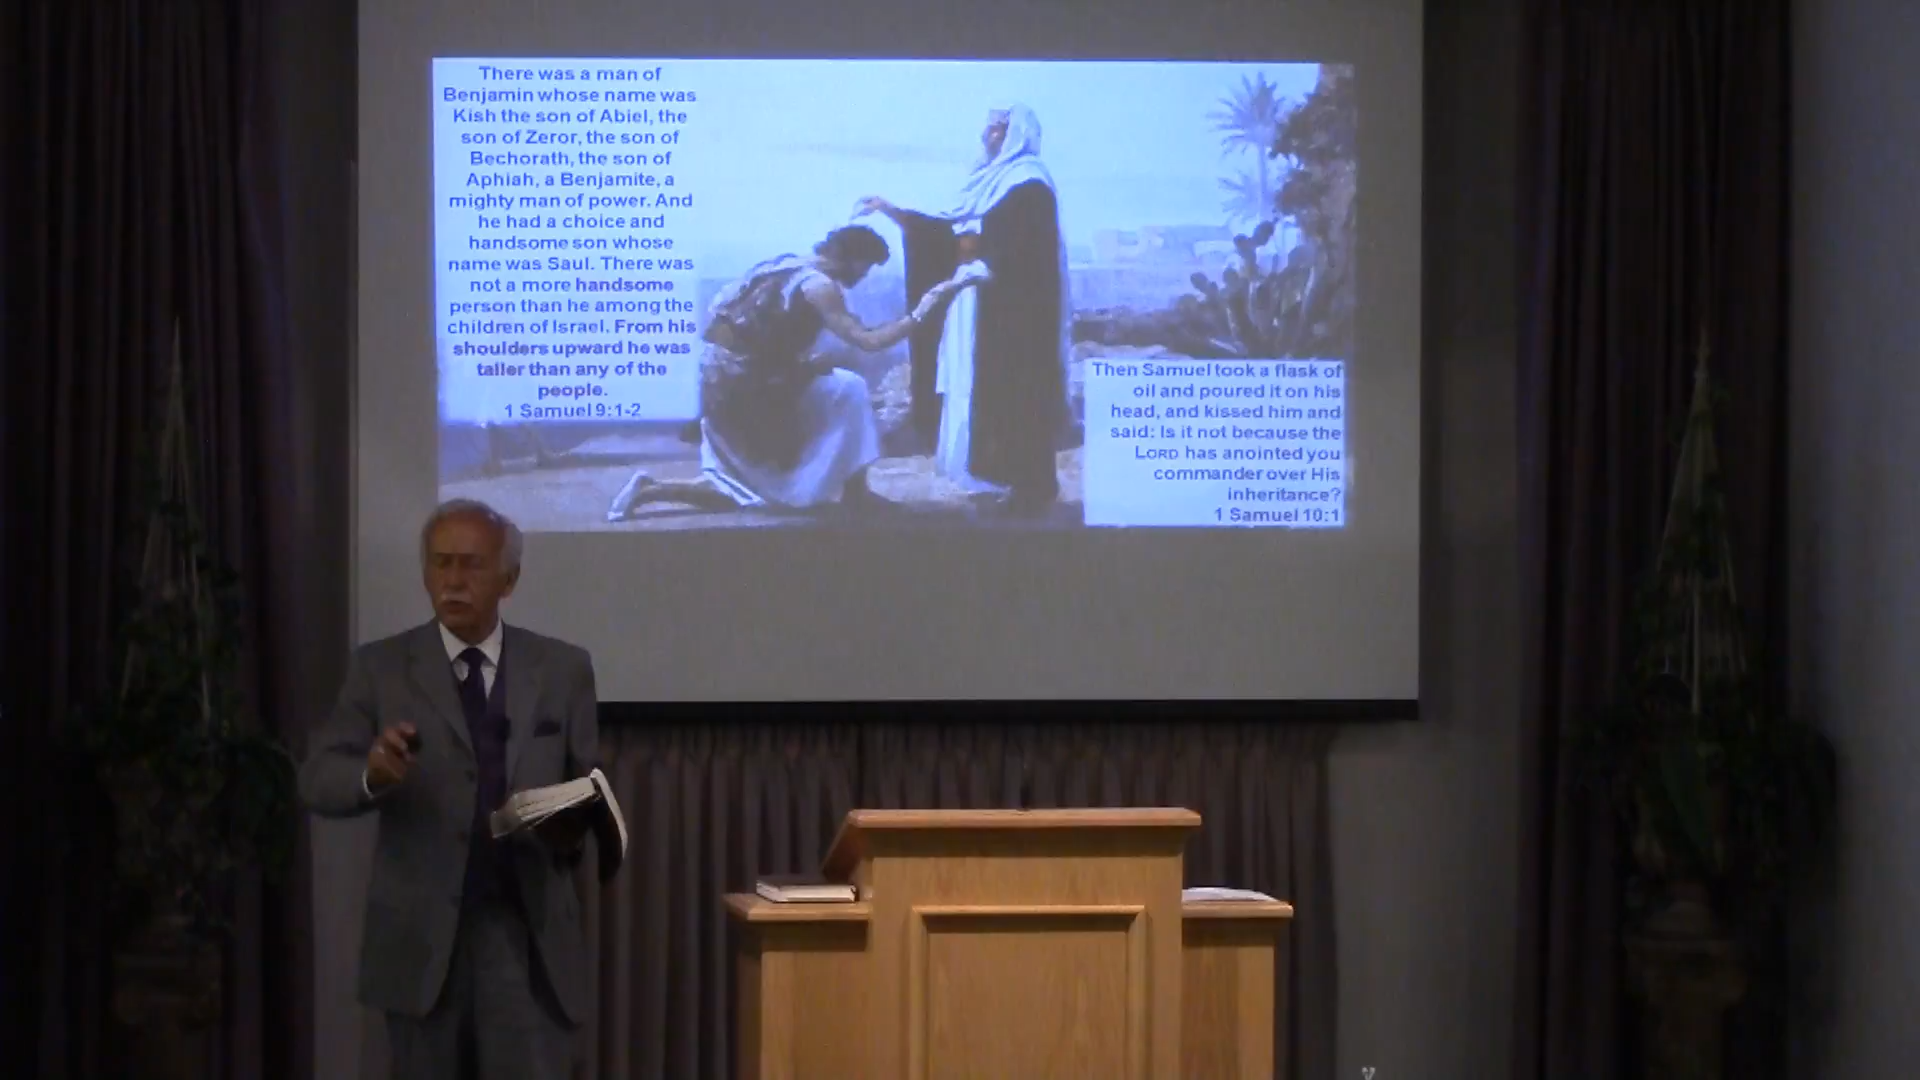 There was a man of
Benjamin whose name was
Kish the son of Abiel, the
son of Zeror, the son of
Bechorath, the son of
Aphiah, a Benjamite, a
mighty man of power. And
he had a choice and
handsome son whose
name was Saul. There was
not a more handsome
person than he among the
children of Israel. From his
shoulders upward he was
taller than any of the
people.
1 Samuel 9:1-2
Then Samuel took a flask of
oil and poured it on his
head, and kissed him and
said: Is it not because the
LORD has anointed you
commander over His
inheritance?
1 Samuel 10:1